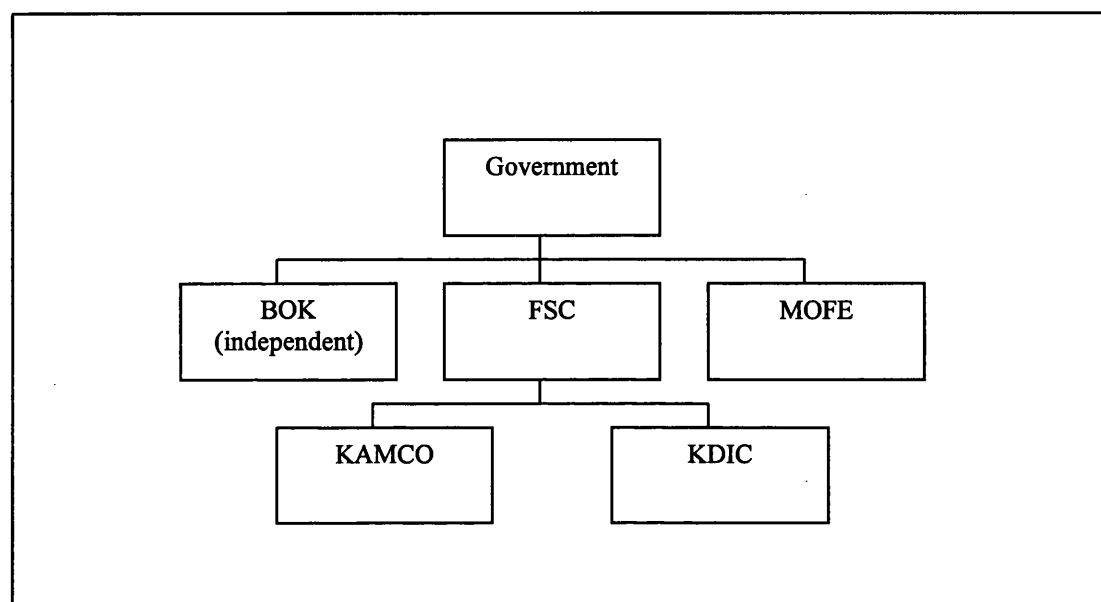 Government
BOK
(independent)
FSC
MOFE
KAMCO
KDIC